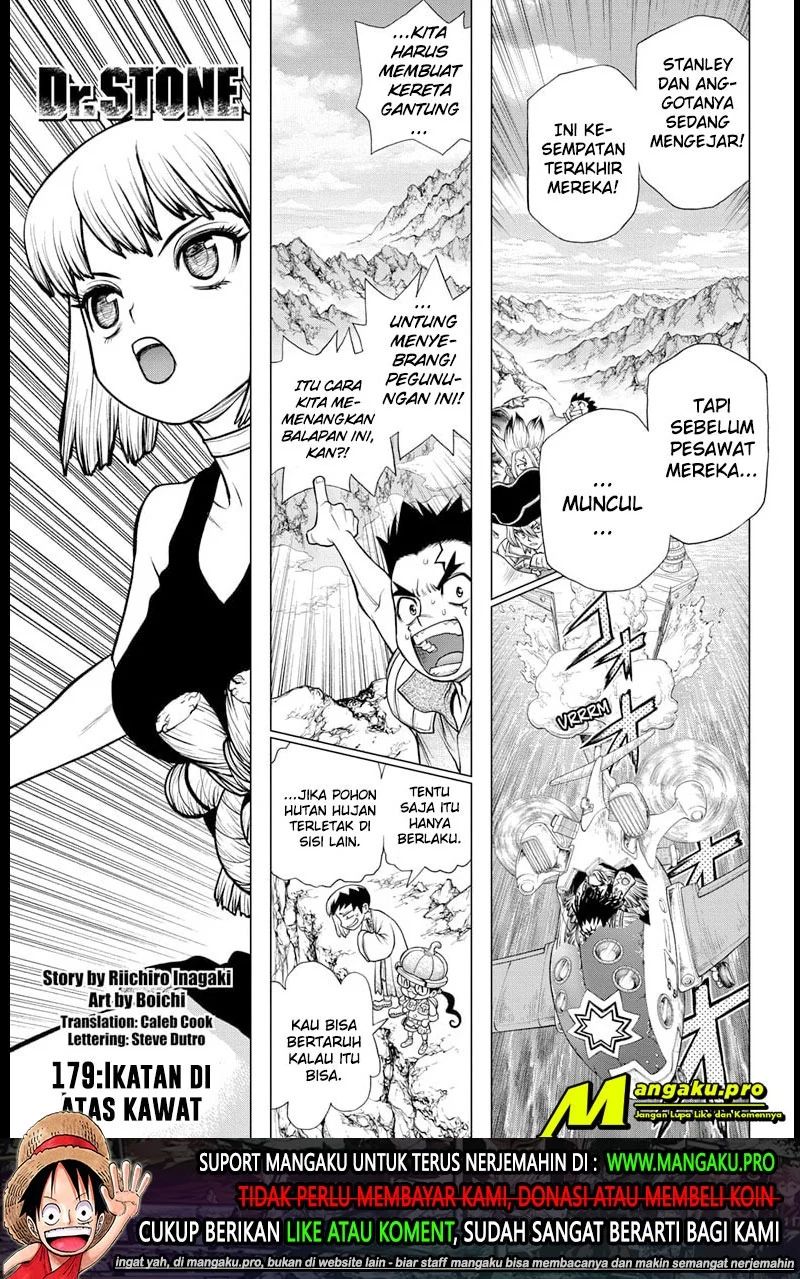 STANLEY
DAN ANG-
GOTANYA
SEDANG
MENGEJAR!
INI KE-
SEMPATAN
TERAKHIR
MEREKA!
TAPI
SEBELUM
PESAWAT
MEREKA...
...
MUNCUL
...
VRRRM
...KITA
HARUS
MEMBUAT
KERETA
GANTUNG
...
...
UNTUNG
MENYE-
BRANGI
PEGUNU-
NGAN INI!
ITU CARA
KITA ME-
MENANGKAN
BALAPAN INI,
KAN?!
TENTU
SAJA ITU
HANYA
BERLAKU.
...JIKA POHON
HUTAN HUJAN
TERLETAK DI
SISI LAIN.
KAU BISA
BERTARUH
KALAU ITU
BISA.
Dr.STONE
Story by Riichiro Inagaki
Art by Boichi
Translation: Caleb Cook
Lettering: Steve Dutro
179:IKATAN DI
ATAS KAWAT
Mangaku.pro
Jangan Lupa Like dan Komennya
SUPORT MANGAKU UNTUK TERUS NERJEMAHIN DI : WWW.MANGAKU.PRO
TIDAK PERLU MEMBAYAR KAMI, DONASI ATAU MEMBELI KOIN
CUKUP BERIKAN LIKE ATAU KOMENT, SUDAH SANGAT BERARTI BAGI KAMI
ingat yah, di mangaku.pro, bukan di website lain - biar staff mangaku bisa membacanya dan makin semangat nerjemahin